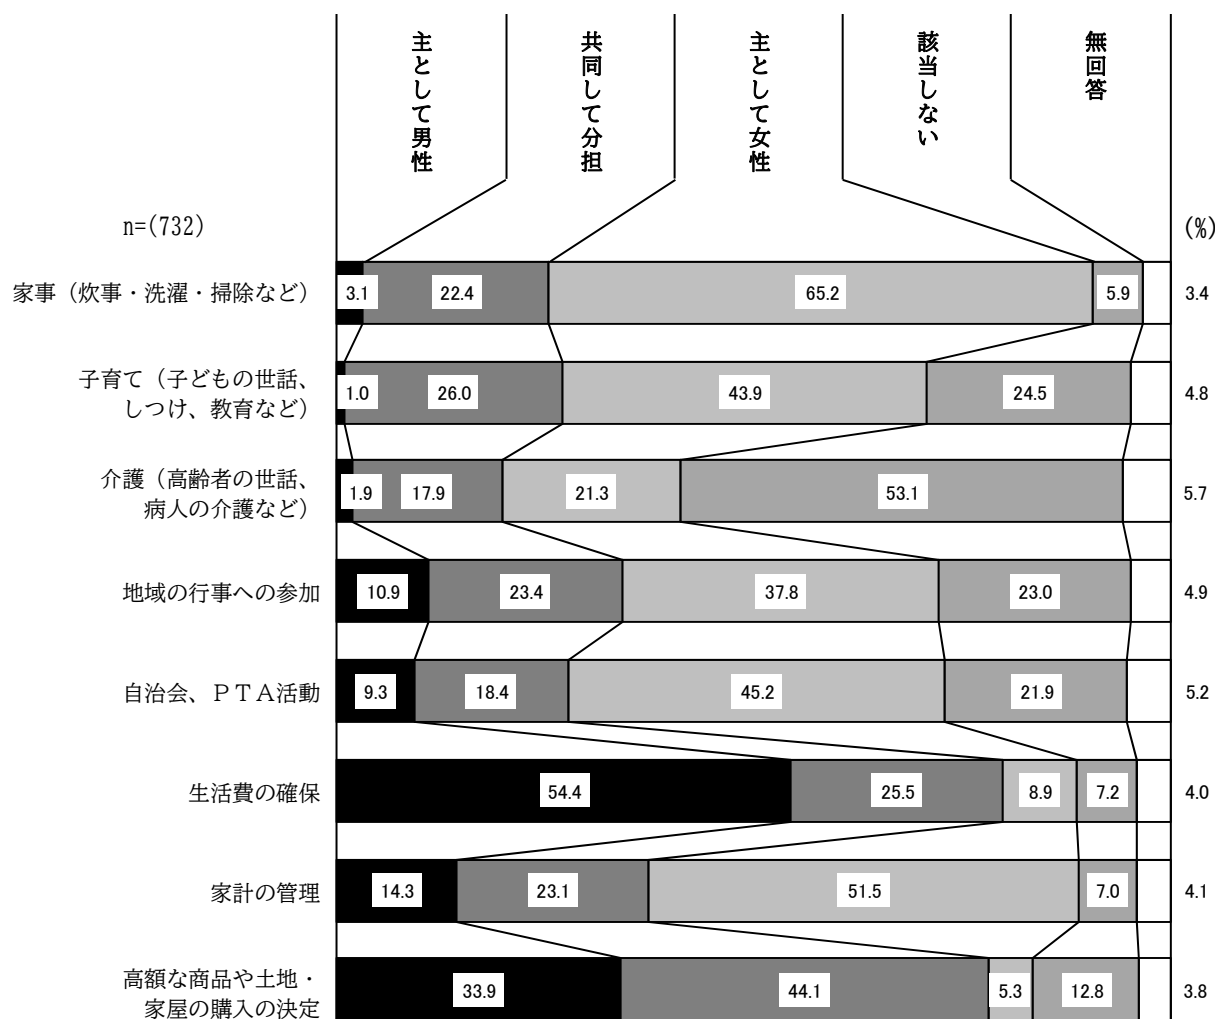 主として男性
共同して分担
主として女性
該当しない
無回答
n=(732)
(%)
家事（炊事・洗濯・掃除など）
3.1
22.4
65.2
5.9
3.4
子育て（子どもの世話、
しつけ、教育など）
1.0
26.0
43.9
24.5
4.8
介護（高齢者の世話、
病人の介護など）
1.9
17.9
21.3
53.1
5.7
地域の行事への参加
10.9
23.4
37.8
23.0
4.9
自治会、ＰＴＡ活動
9.3
18.4
45.2
21.9
5.2
生活費の確保
54.4
25.5
8.9
7.2
4.0
家計の管理
14.3
23.1
51.5
7.0
4.1
高額な商品や土地・
家屋の購入の決定
33.9
44.1
5.3
12.8
3.8